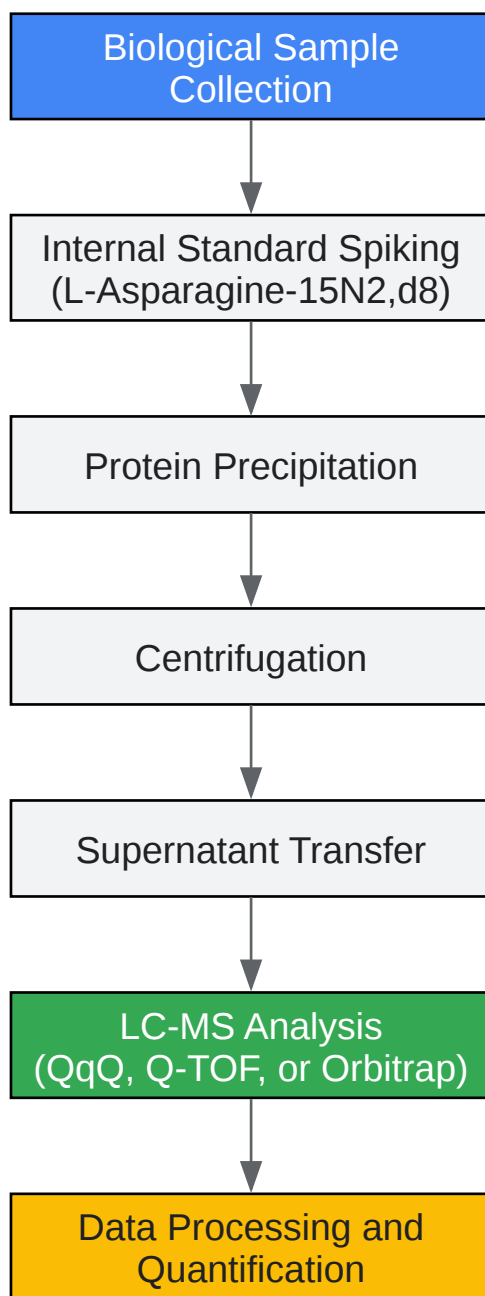 Biological Sample
Collection
Internal Standard Spiking
(L-Asparagine-15N2,d8)
Protein Precipitation
Centrifugation
Supernatant Transfer
LC-MS Analysis
(QqQ, Q-TOF, or Orbitrap)
Data Processing and
Quantification